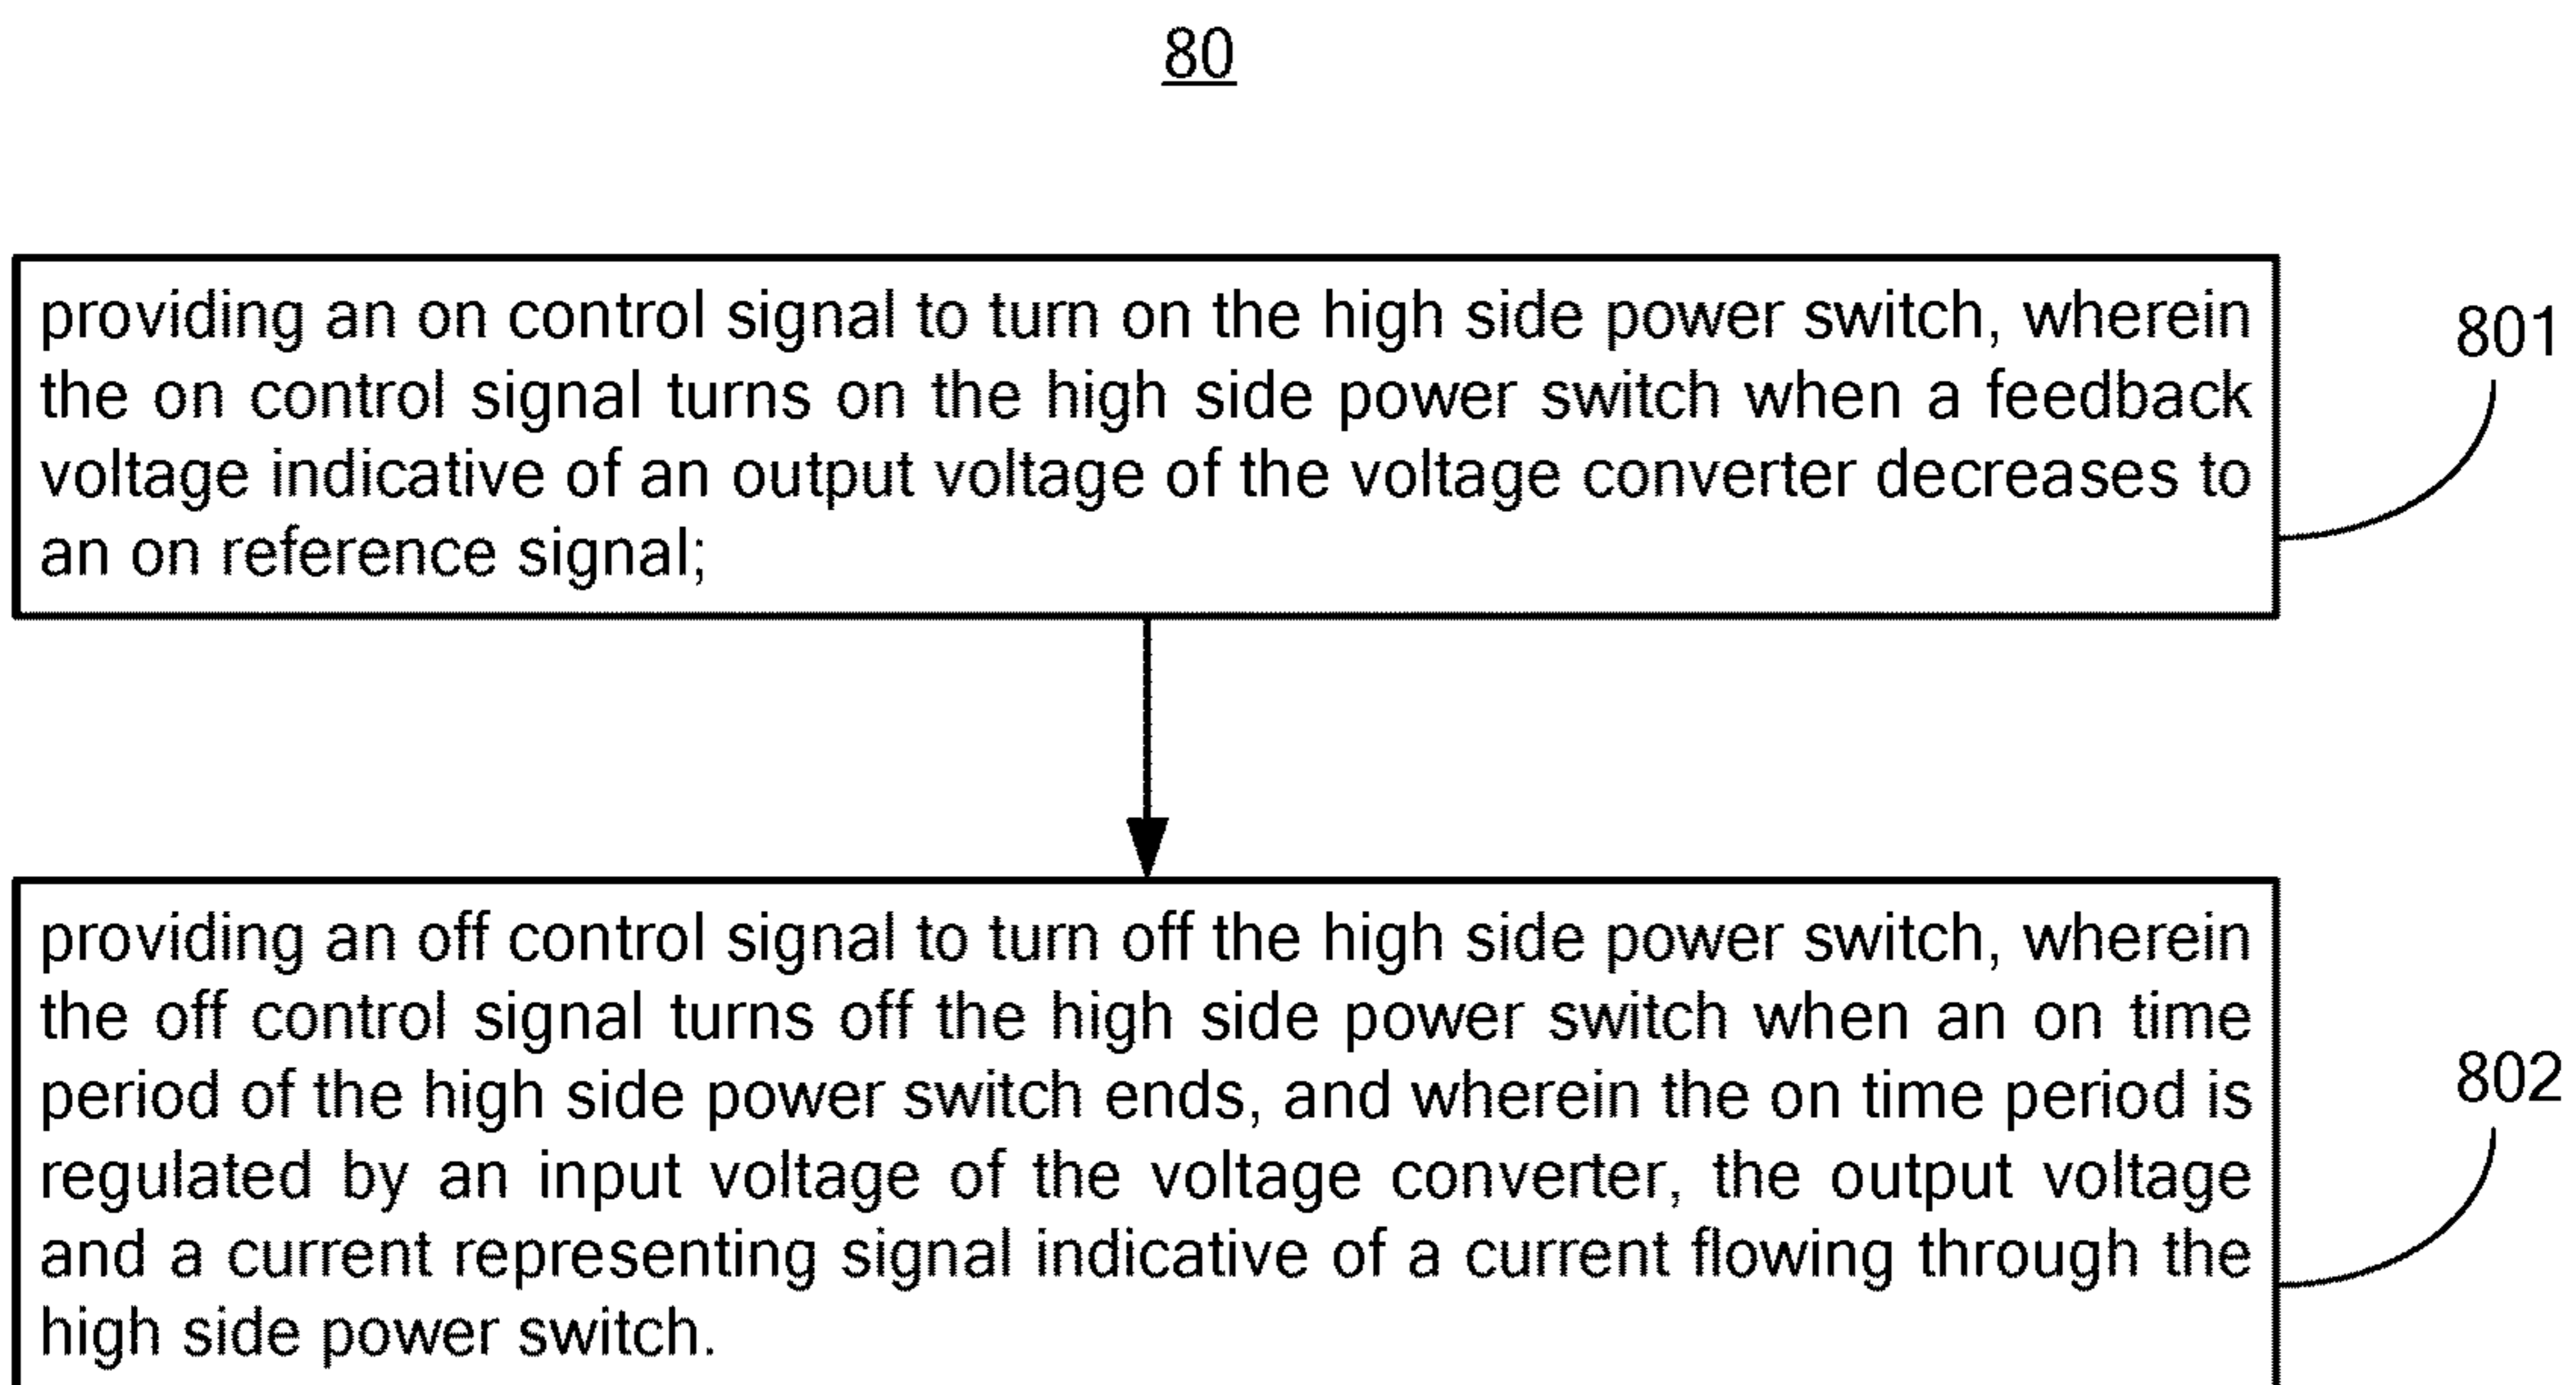 80
providing an on control signal to turn on the high side power switch, wherein
the on control signal turns on the high side power switch when a feedback
voltage indicative of an output voltage of the voltage converter decreases to
an on reference signal;
801
providing an off control signal to turn off the high side power switch, wherein
the off control signal turns off the high side power switch when an on time
period of the high side power switch ends, and wherein the on time period is
regulated by an input voltage of the voltage converter, the output voltage
and a current representing signal indicative of a current flowing through the
high side power switch.
802